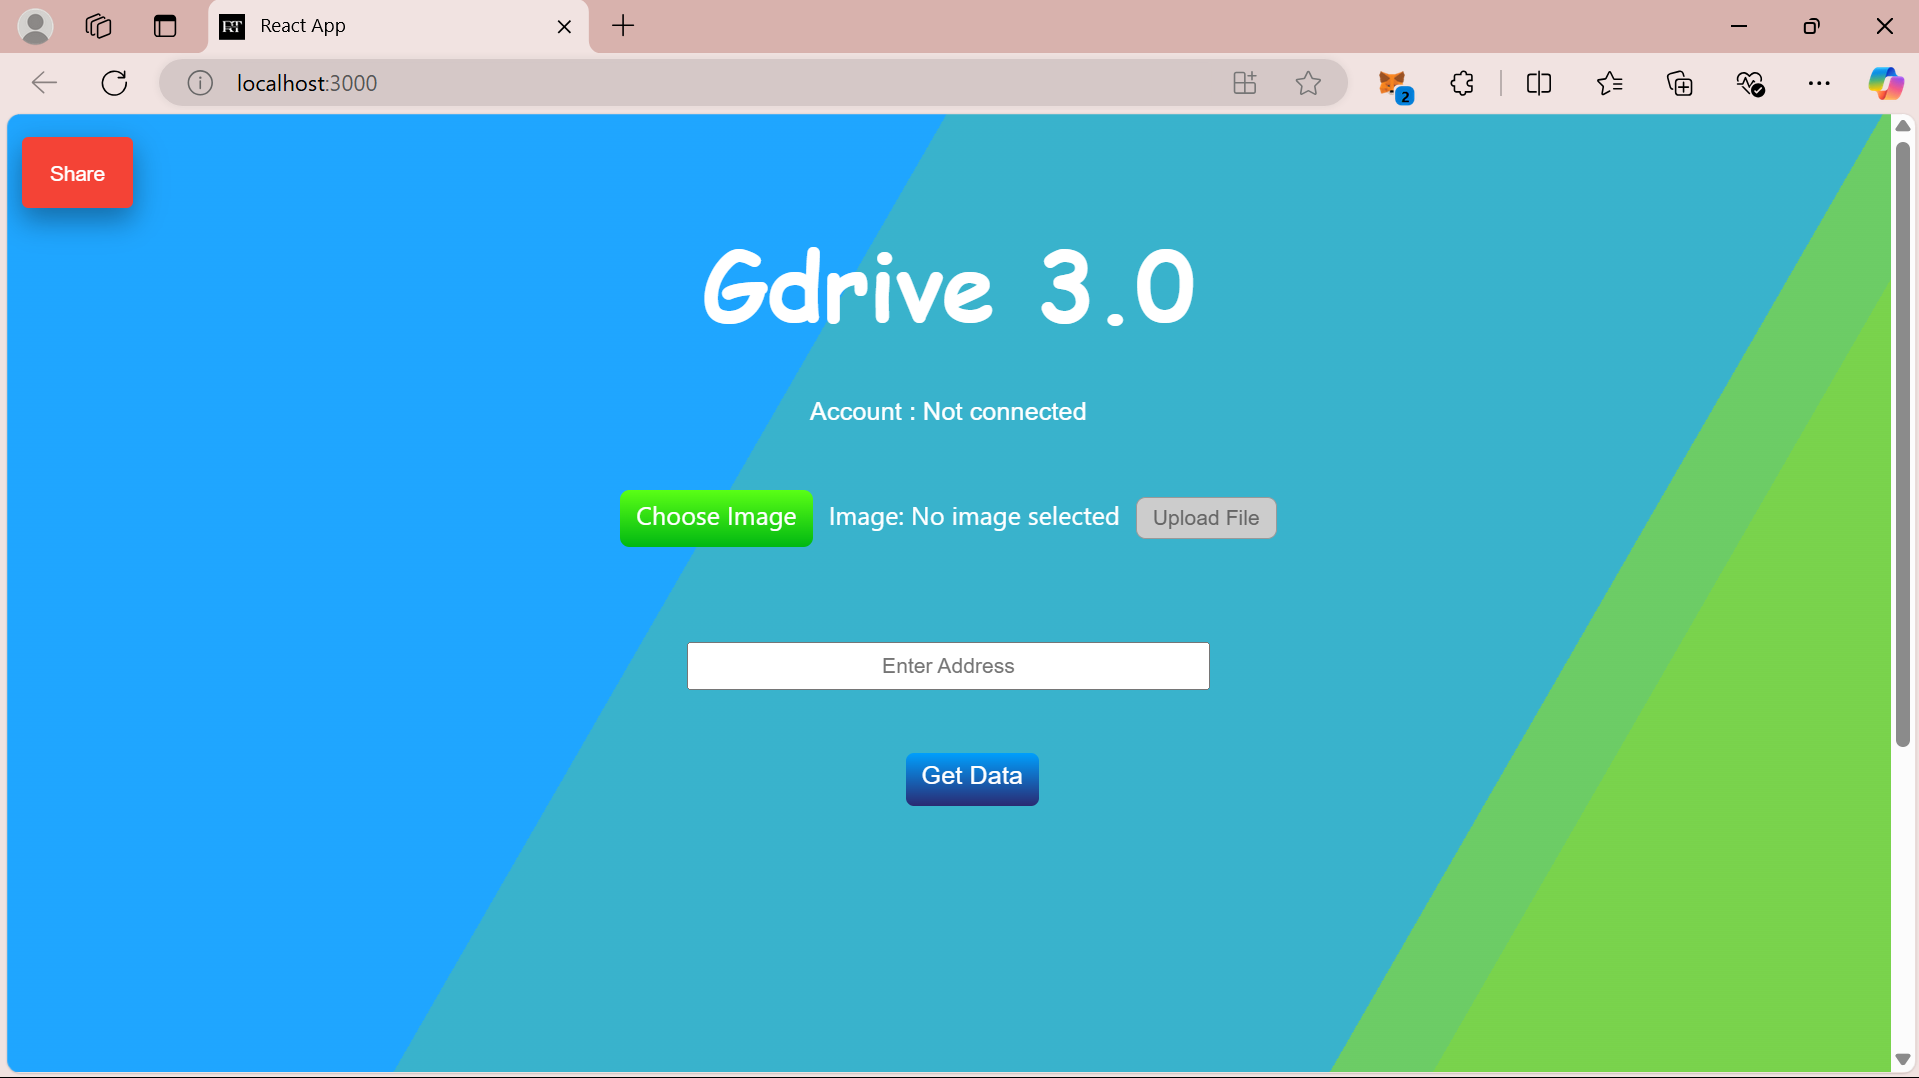 RT React App
localhost:3000
2
Share
Gdrive 3.0
Account : Not connected
Choose Image Image: No image selected Upload File
Enter Address
Get Data